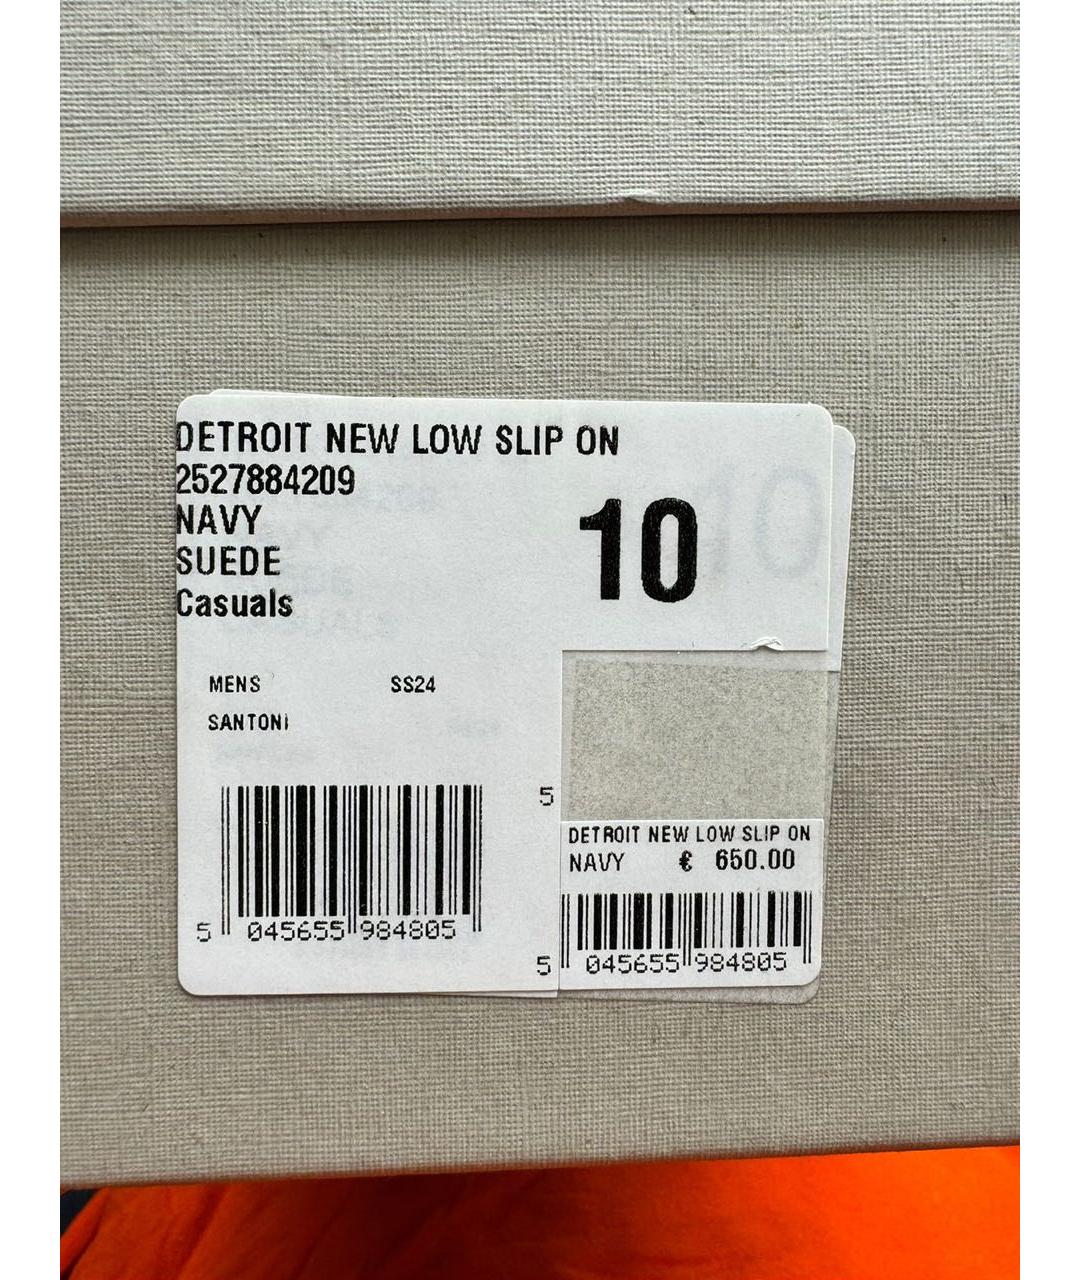 DETROIT NEW LOW SLIP ON
2527884209
NAVY
SUEDE
Casuals
10
MENS SS24
SANTONI
5
5 045655 984805
DETROIT NEW LOW SLIP ON
NAVY € 650.00
5 045655 984805